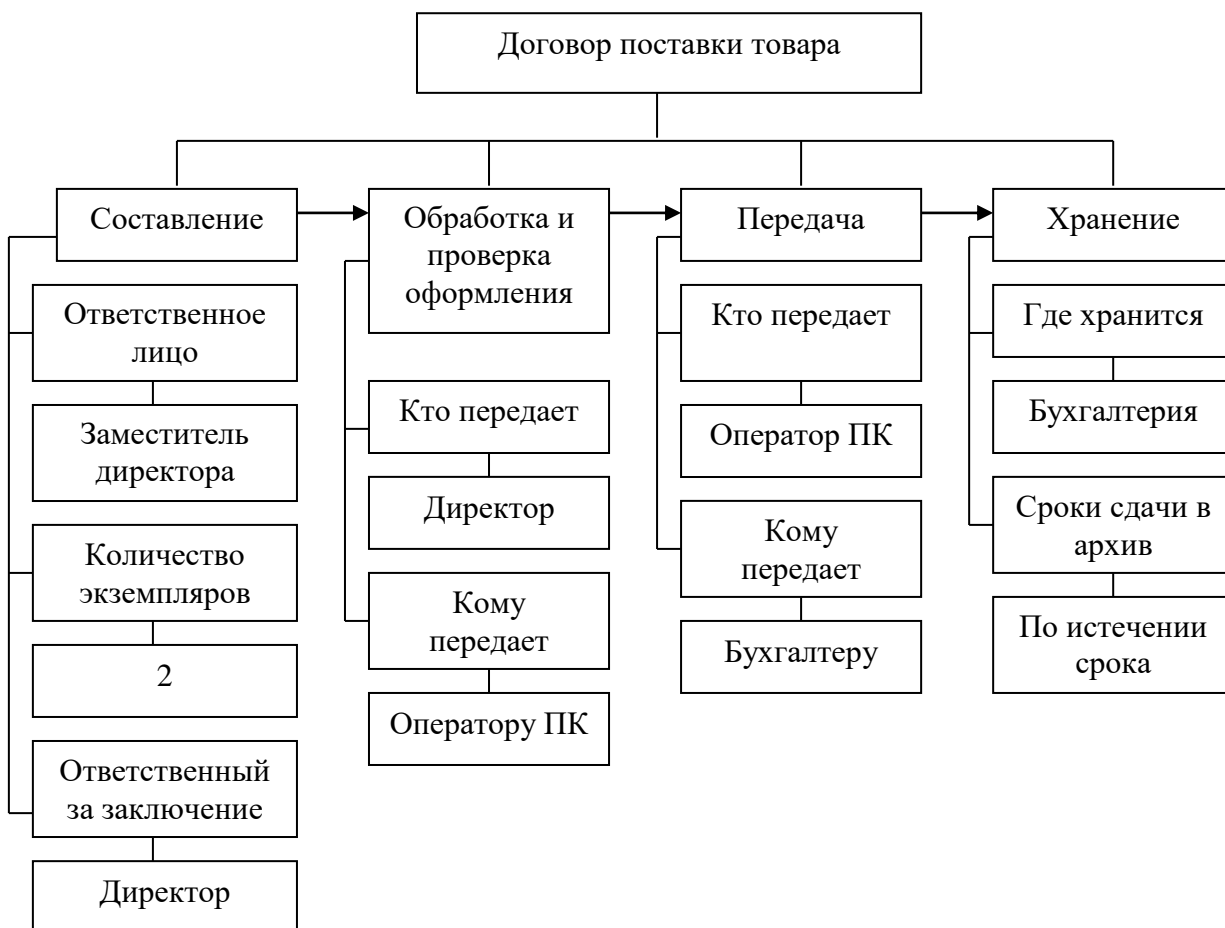 Договор поставки товара
Составление
Ответственное
лицо
Заместитель
директора
Количество
экземпляров
2
Ответственный
за заключение
Директор
Обработка и
проверка
оформления
Кто передает
Директор
Кому
передает
Оператору ПК
Передача
Кто передает
Оператор ПК
Кому
передает
Бухгалтеру
Хранение
Где хранится
Бухгалтерия
Сроки сдачи в
архив
По истечении
срока